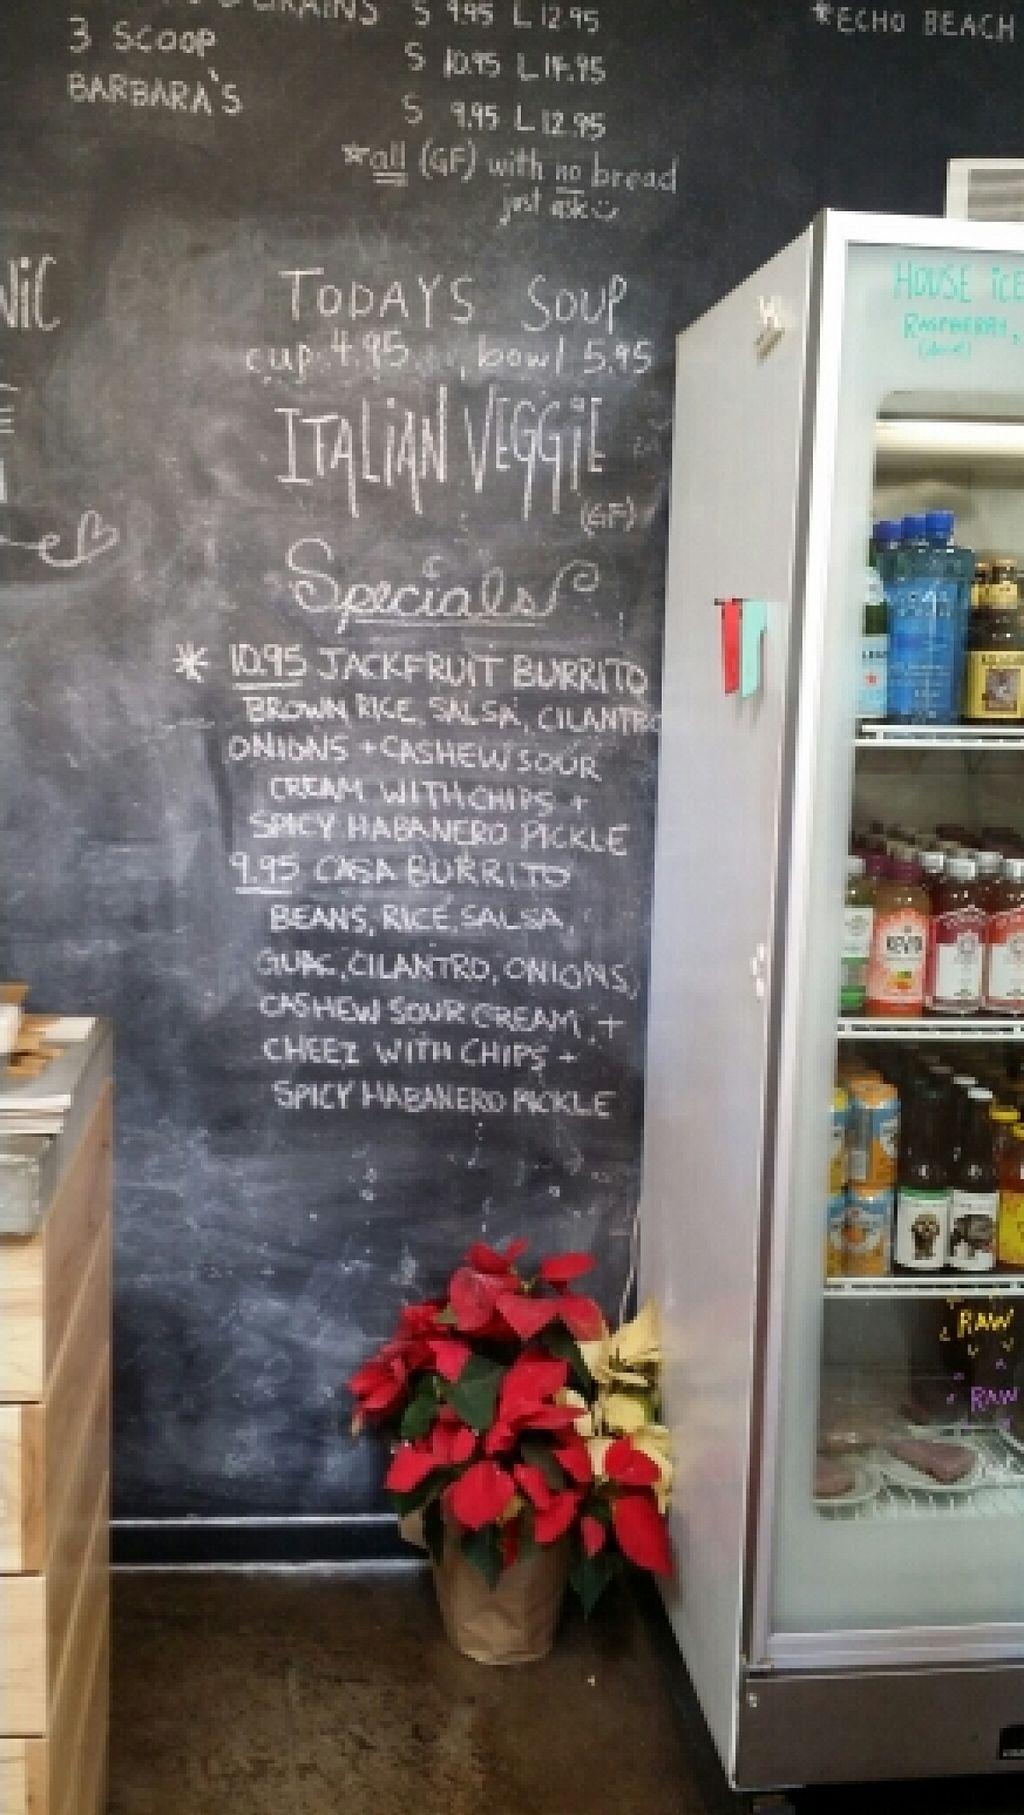 GRAINS S 9.95 L 12.95
3 SCOOP S 10.95 L 14.95
BARBARA'S S 9.95 L 12.95
*all (GF) with no bread
just ask
*ECHO BEACH
NIC
TODAYS SOUP
cup 4.95, bowl 5.95
ITALIAN VEGGIE
(GF)
Specials
* 10.95 JACKFRUIT BURRITO
BROWN RICE, SALSA, CILANTRO
ONIONS + CASHEW SOUR
CREAM WITH CHIPS +
SPICY HABANERO PICKLE
9.95 CASA BURRITO
BEANS, RICE, SALSA,
GUAC, CILANTRO, ONIONS,
CASHEW SOUR CREAM, +
CHEEZ WITH CHIPS +
SPICY HABANERO PICKLE
HOUSE iCE
RASPBERRY,
REVIVE
RAW
RAW